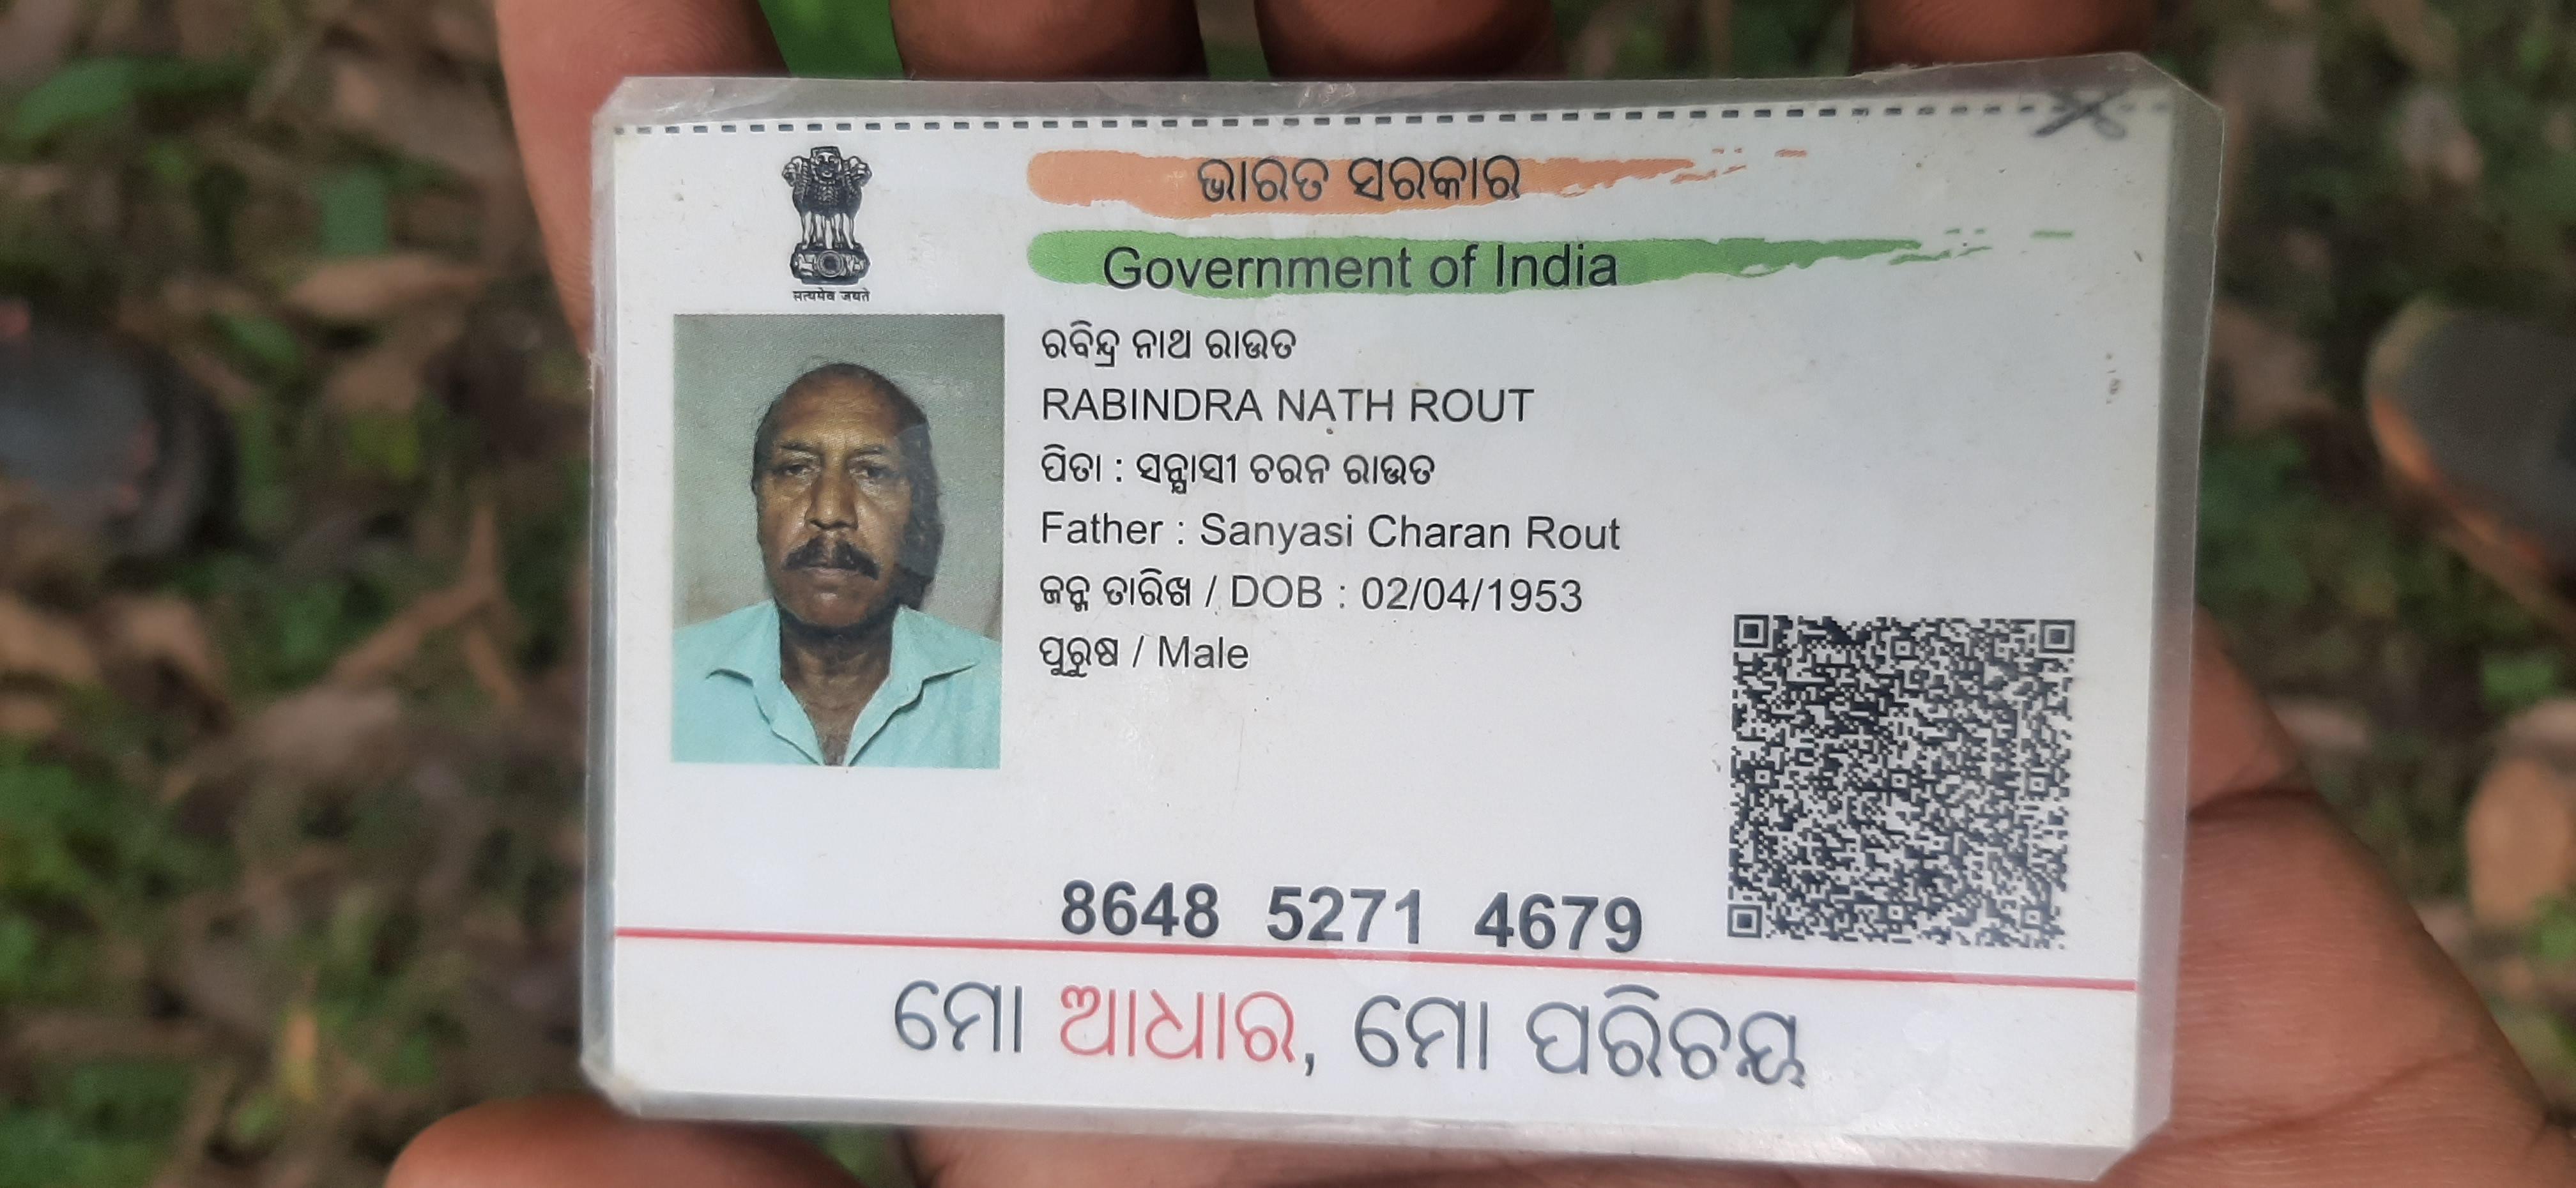 ଭାରତ ସରକାର
Government of India
सत्यमेव जयते
ରବିନ୍ଦ୍ର ନାଥ ରାଉତ
RABINDRA NATH ROUT
ପିତା : ସନ୍ଯାସୀ ଚରନ ରାଉତ
Father : Sanyasi Charan Rout
ଜନ୍ମ ତାରିଖ / DOB : 02/04/1953
ପୁରୁଷ / Male
8648 5271 4679
ମୋ ଆଧାର, ମୋ ପରିଚୟ